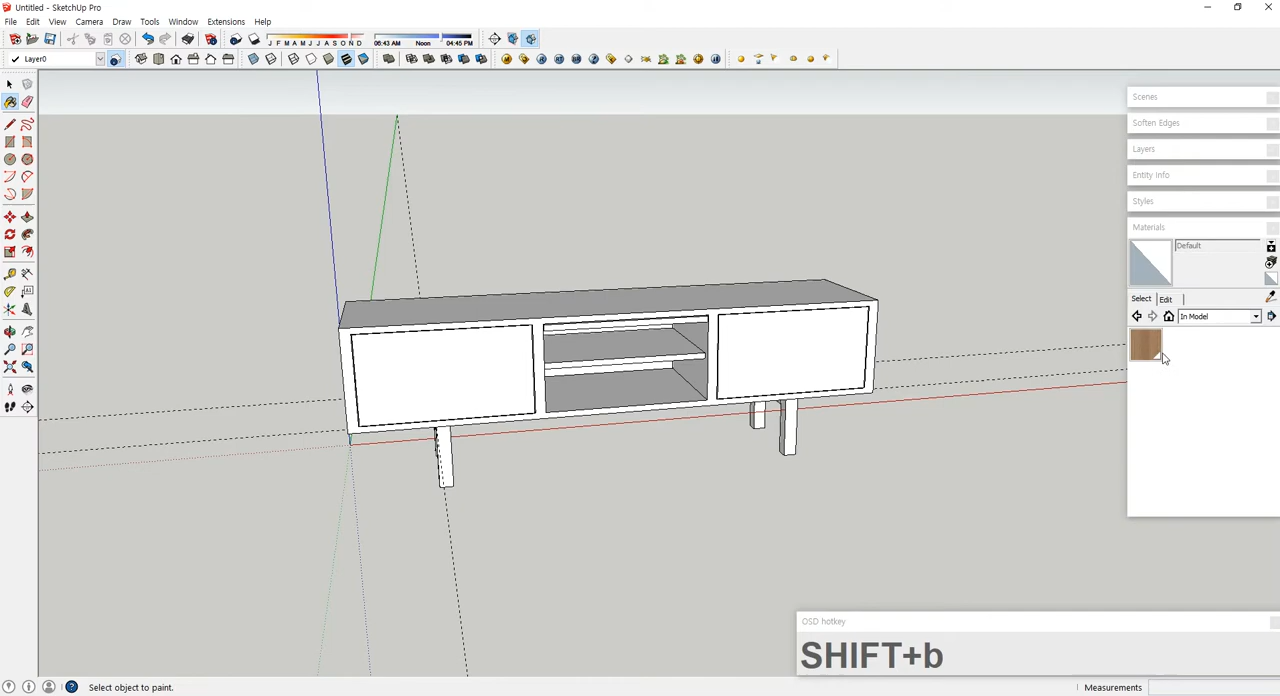 Untitled - SketchUp Pro
File Edit View Camera Draw Tools Window Extensions Help
J F M A M J J A S O N D 06:43 AM Noon 04:45 PM
Layer0
Scenes
Soften Edges
Layers
Entity Info
Styles
Materials
Default
Select Edit
In Model
OSD hotkey
SHIFT+b
Select object to paint.
Measurements